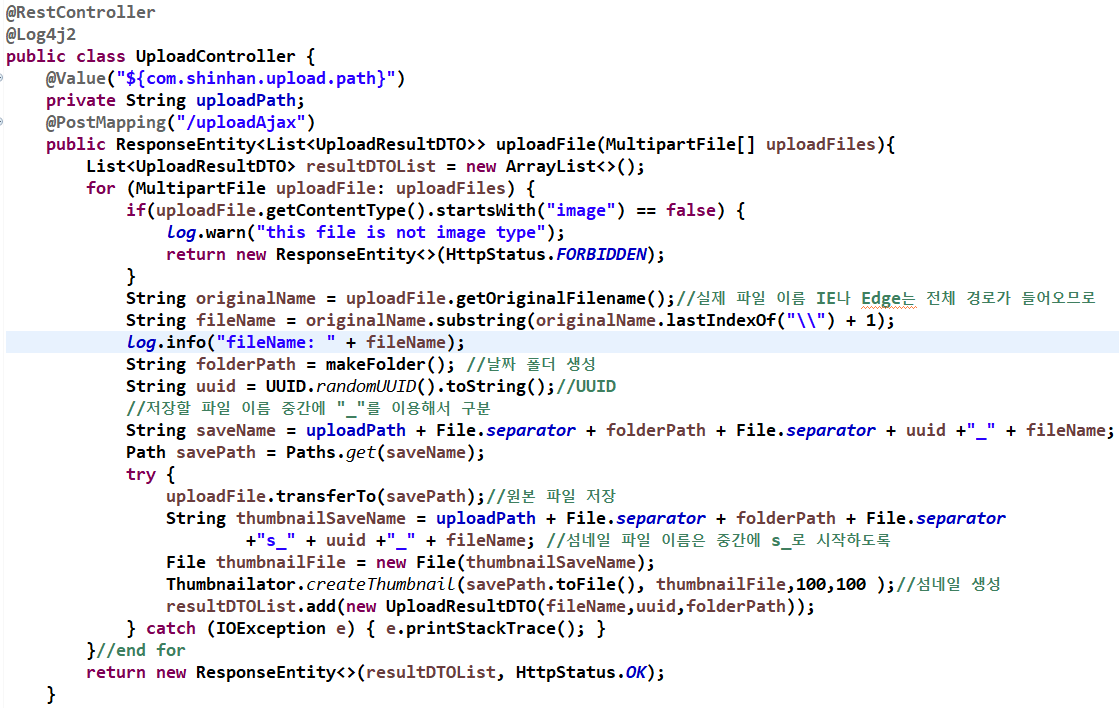 @RestController
@Log4j2
public class UploadController {
    @Value("${com.shinhan.upload.path}")
    private String uploadPath;
    @PostMapping("/uploadAjax")
    public ResponseEntity<List<UploadResultDTO>> uploadFile(MultipartFile[] uploadFiles){
        List<UploadResultDTO> resultDTOList = new ArrayList<>();
        for (MultipartFile uploadFile: uploadFiles) {
            if(uploadFile.getContentType().startsWith("image") == false) {
                log.warn("this file is not image type");
                return new ResponseEntity<>(HttpStatus.FORBIDDEN);
            }
            String originalName = uploadFile.getOriginalFilename();//실제 파일 이름 IE나 Edge는 전체 경로가 들어오므로
            String fileName = originalName.substring(originalName.lastIndexOf("\\") + 1);
            log.info("fileName: " + fileName);
            String folderPath = makeFolder(); //날짜 폴더 생성
            String uuid = UUID.randomUUID().toString();//UUID
            //저장할 파일 이름 중간에 "_"를 이용해서 구분
            String saveName = uploadPath + File.separator + folderPath + File.separator + uuid +"_" + fileName;
            Path savePath = Paths.get(saveName);
            try {
                uploadFile.transferTo(savePath);//원본 파일 저장
                String thumbnailSaveName = uploadPath + File.separator + folderPath + File.separator
                        +"s_" + uuid +"_" + fileName; //섬네일 파일 이름은 중간에 s_로 시작하도록
                File thumbnailFile = new File(thumbnailSaveName);
                Thumbnailator.createThumbnail(savePath.toFile(), thumbnailFile,100,100 );//섬네일 생성
                resultDTOList.add(new UploadResultDTO(fileName,uuid,folderPath));
            } catch (IOException e) { e.printStackTrace(); }
        }//end for
        return new ResponseEntity<>(resultDTOList, HttpStatus.OK);
    }